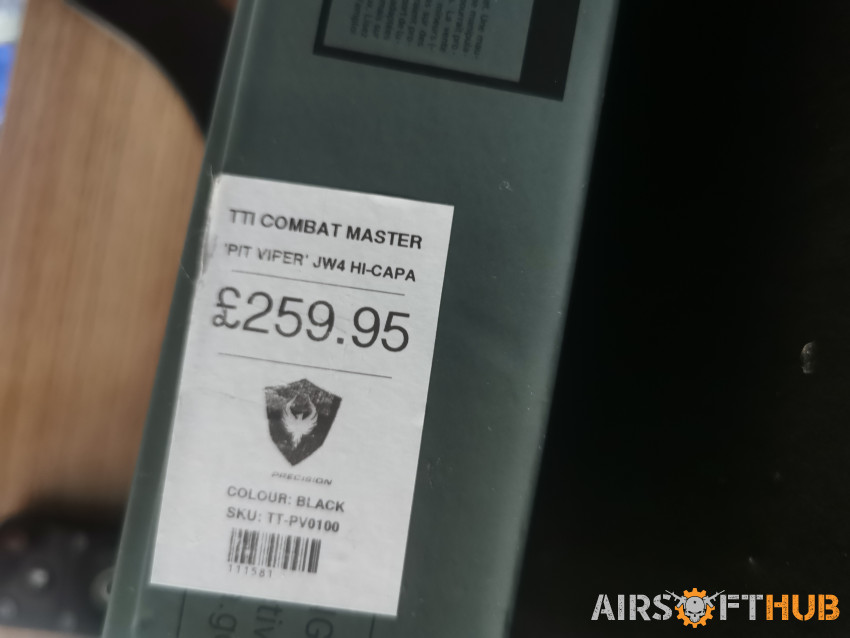 TTI COMBAT MASTER
'PIT VIPER' JW4 HI-CAPA
£259.95
PRECISION
COLOUR: BLACK
SKU: TT-PV0100
111581
AIRSOFTHUB